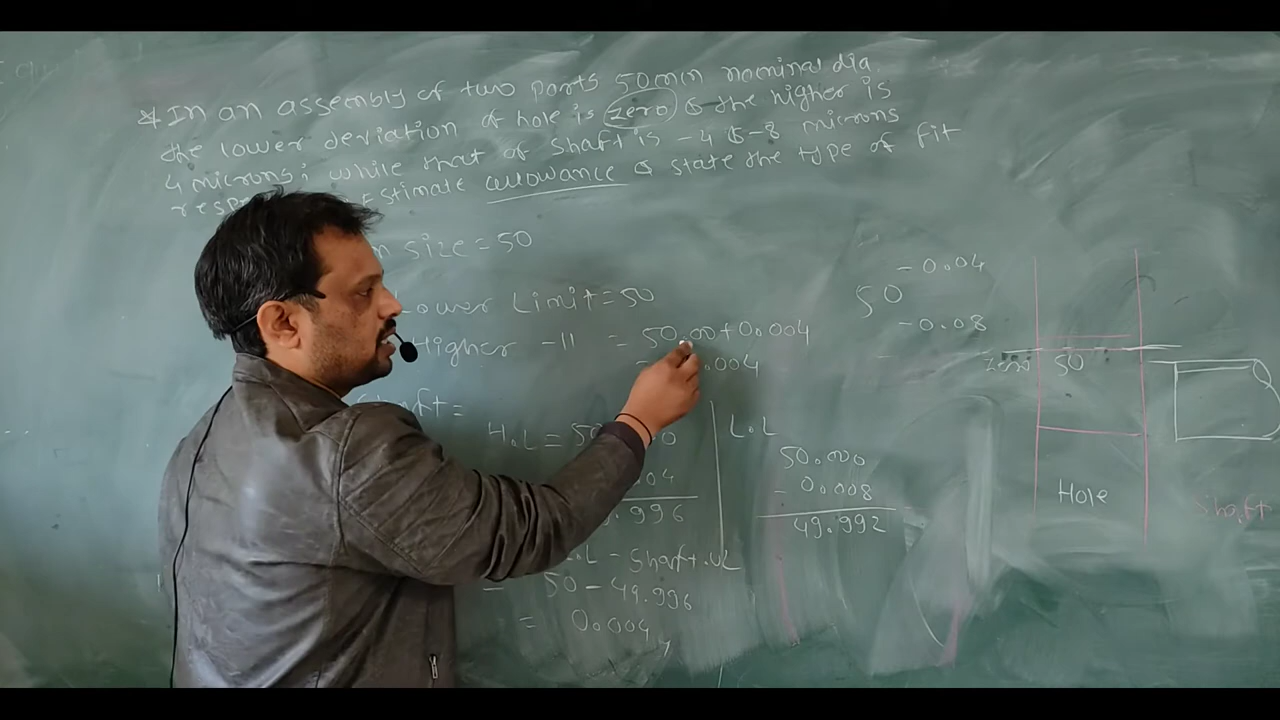 * In an assembly of two parts 50mm nominal dia.
the lower deviation of hole is zero & the higher is
4 microns; while that of shaft is -4 & -8 microns
resp Estimate allowance & state the type of fit
size = 50
Lower Limit = 50
Higher -11 = 50.00+0.004
.004
Shaft =
H.L = 50
.996
L.L
50.000
- 0.008
49.992
L - Shaft.UL
= 50 - 49.996
= 0.004
50
- 0.04
- 0.08
Zero
50
Hole
Shaft